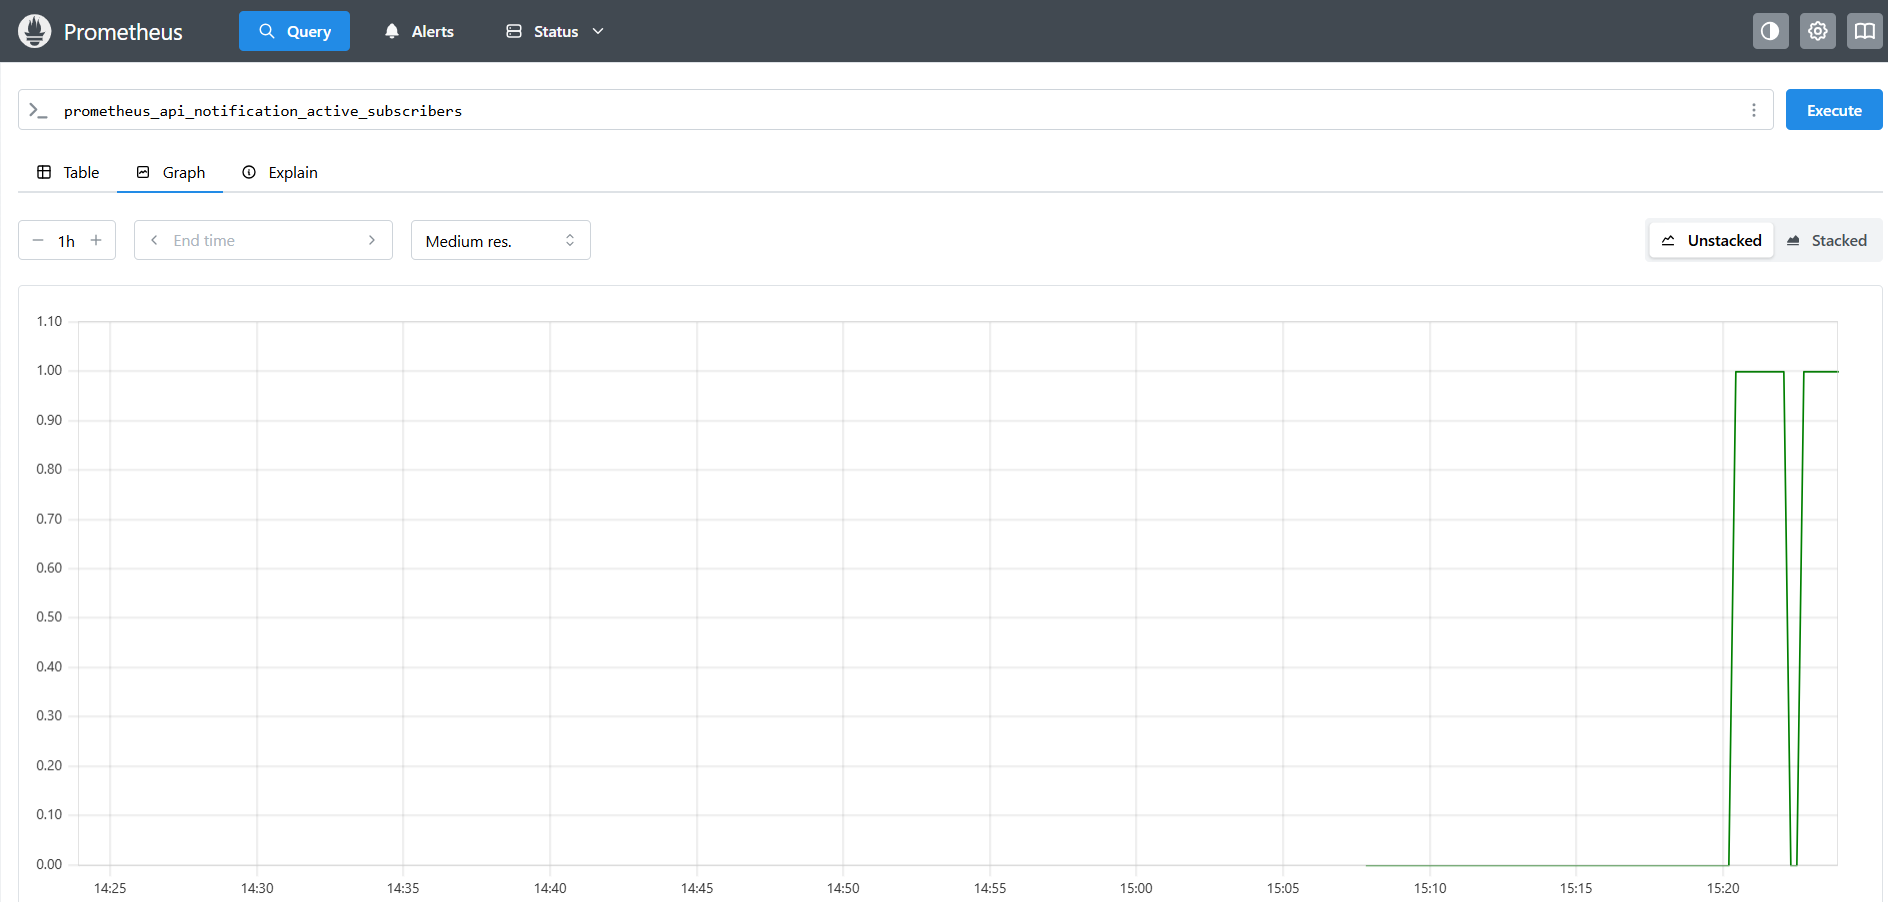 Prometheus Query Alerts Status
prometheus_api_notification_active_subscribers Execute
Table Graph Explain
1h End time Medium res. Unstacked Stacked
1.10
1.00
0.90
0.80
0.70
0.60
0.50
0.40
0.30
0.20
0.10
0.00
14:25 14:30 14:35 14:40 14:45 14:50 14:55 15:00 15:05 15:10 15:15 15:20